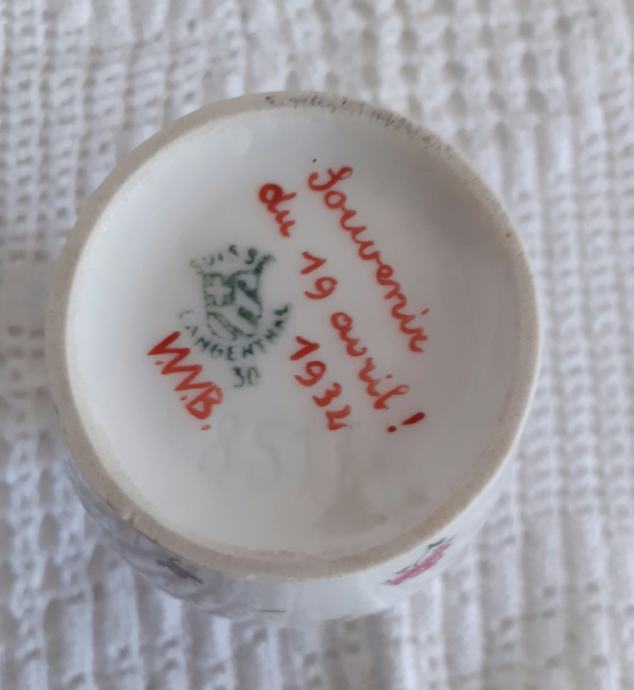 Souvenir
du 19 avril!
1932
SUISSE
LANGENTHAL
30
W.B.